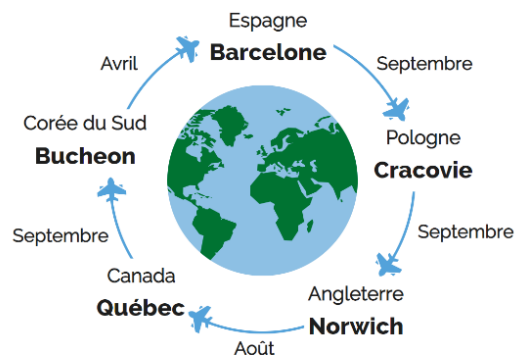 Espagne
Barcelone
Septembre
Pologne
Cracovie
Septembre
Angleterre
Norwich
Août
Canada
Québec
Septembre
Corée du Sud
Bucheon
Avril